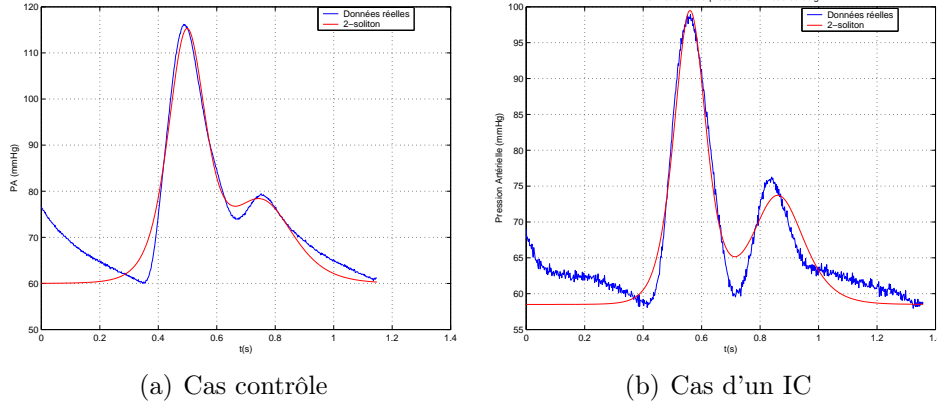 Données réelles
2-soliton
120
110
100
90
80
70
60
50
PA (mmHg)
0 0.2 0.4 0.6 0.8 1 1.2 1.4
t(s)
(a) Cas contrôle
Données réelles
2-soliton
100
95
90
85
80
75
70
65
60
55
Pression Artérielle (mmHg)
0 0.2 0.4 0.6 0.8 1 1.2 1.4
t(s)
(b) Cas d'un IC